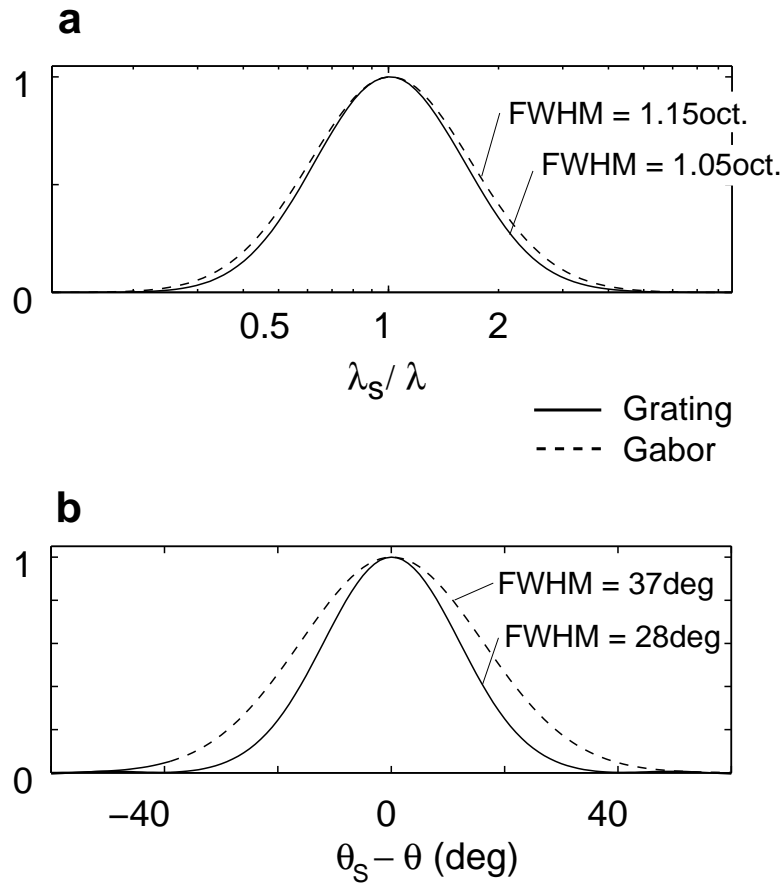 a
1
FWHM = 1.15oct.
FWHM = 1.05oct.
0
0.5 1 2
λs/ λ
Grating
Gabor
b
1
FWHM = 37deg
FWHM = 28deg
0
−40 0 40
θS − θ (deg)